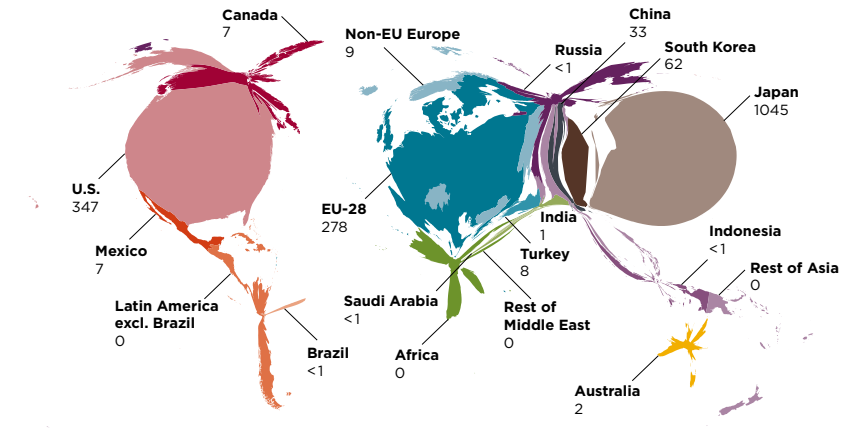 Canada
7
Non-EU Europe
9
Russia
<1
China
33
South Korea
62
Japan
1045
U.S.
347
EU-28
278
Mexico
7
India
1
Turkey
8
Indonesia
<1
Rest of Asia
0
Latin America
excl. Brazil
0
Saudi Arabia
<1
Rest of
Middle East
0
Brazil
<1
Africa
0
Australia
2